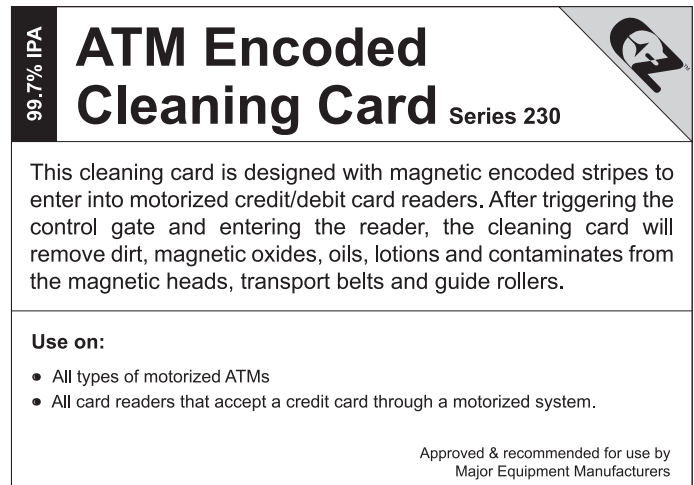 99.7% IPA
ATM Encoded
Cleaning Card Series 230
This cleaning card is designed with magnetic encoded stripes to
enter into motorized credit/debit card readers. After triggering the
control gate and entering the reader, the cleaning card will
remove dirt, magnetic oxides, oils, lotions and contaminates from
the magnetic heads, transport belts and guide rollers.
Use on:
• All types of motorized ATMs
• All card readers that accept a credit card through a motorized system.
Approved & recommended for use by
Major Equipment Manufacturers